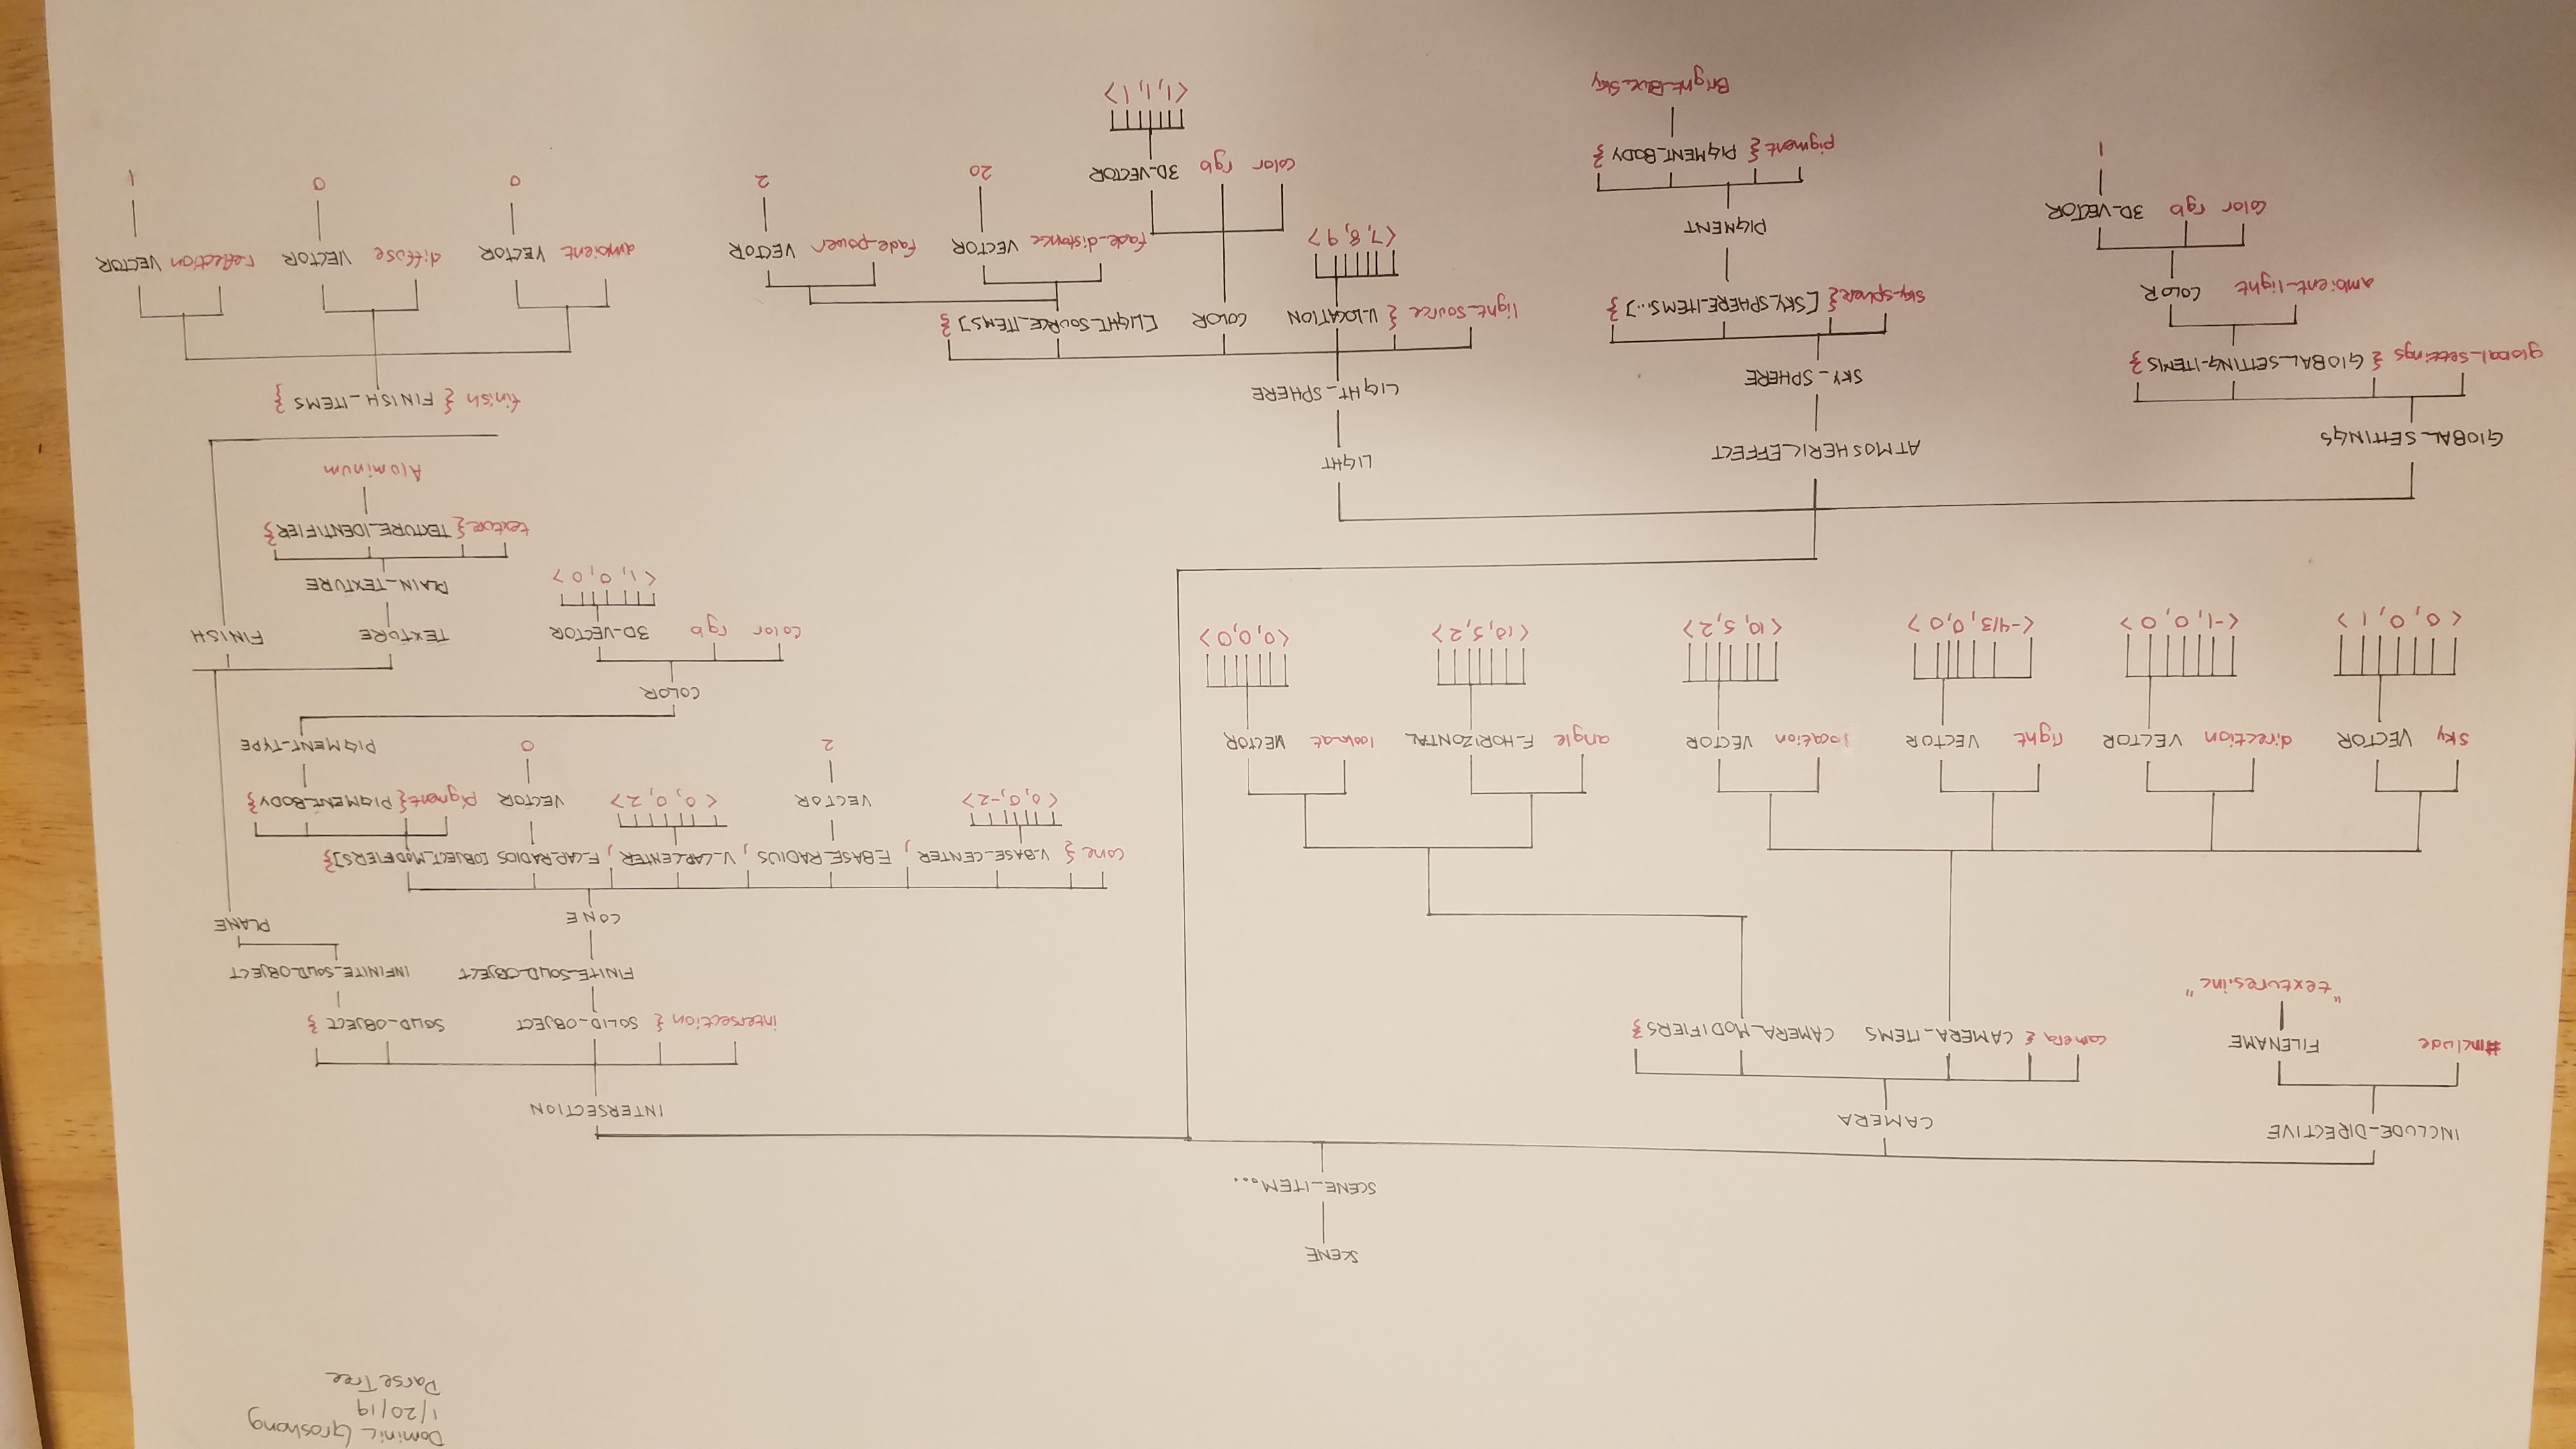 Dominic Groshong
1/20/19
Parse Tree
SCENE
SCENE_ITEM...
INCLUDE_DIRECTIVE
CAMERA
INTERSECTION
#include FILENAME
"textures.inc"
camera { CAMERA_ITEMS CAMERA_MODIFIERS }
intersection { SOLID_OBJECT SOLID_OBJECT }
FINITE_SOLID_OBJECT INFINITE_SOLID_OBJECT
CONE
PLANE
cone { V_BASE_CENTER , F_BASE_RADIUS , V_CAP_CENTER , F_CAP_RADIOS [OBJECT_MODIFIERS] }
<0,0,-2> VECTOR <0,0,2> VECTOR pigment { PIGMENT_BODY }
2 0 PIGMENT_TYPE
sky VECTOR direction VECTOR right VECTOR location VECTOR angle F_HORIZONTAL look_at VECTOR
<0,0,1> <-1,0,0> <-4/3,0,0> <10,5,2> <10,5,2> <0,0,0>
COLOR
color rgb 3D_VECTOR
<1,0,0>
TEXTURE FINISH
PLAIN_TEXTURE
texture { TEXTURE_IDENTIFIER }
Aluminum
finish { FINISH_ITEMS }
ambient VECTOR diffuse VECTOR reflection VECTOR
0 0 1
GLOBAL_SETTINGS
ATMOSHERIC_EFFECT
LIGHT
global_settings { GLOBAL_SETTING_ITEMS }
ambient_light COLOR
color rgb 3D_VECTOR
1
SKY_SPHERE
sky_sphere { [SKY_SPHERE_ITEMS...] }
PIGMENT
pigment { PIGMENT_BODY }
Bright_Blue_Sky
LIGHT_SPHERE
light_source { V_LOCATION COLOR [LIGHT_SOURCE_ITEMS] }
<7,8,9>
fade_distance VECTOR fade_power VECTOR
color rgb 3D_VECTOR 20 2
<1,1,1>